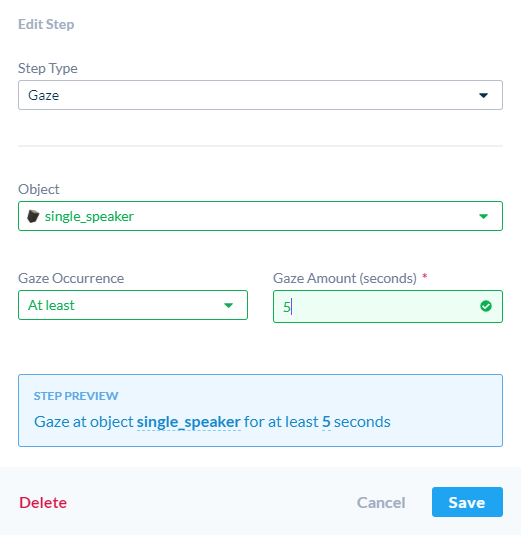 Edit Step
Step Type
Gaze
Object
single_speaker
Gaze Occurrence
Gaze Amount (seconds) *
At least
5
STEP PREVIEW
Gaze at object single_speaker for at least 5 seconds
Delete
Cancel
Save